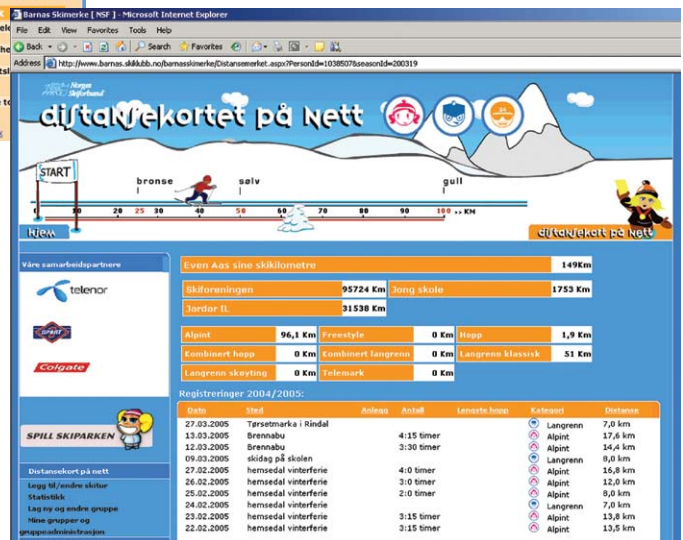 Barnas Skimerke [ NSF ] - Microsoft Internet Explorer
File Edit View Favorites Tools Help
Back Search Favorites
Address http://www.barnas.skiklubb.no/barnasskimerke/Distansemerket.aspx?PersonId=1038507&seasonId=200319
Norges
Skiforbund
distansekortet på nett
START
bronse sølv gull
0 20 25 30 40 50 60 70 80 90 100 >> KM
Hjem
distansekort på nett
Våre samarbeidspartnere
telenor
SPORT 1
Colgate
SPILL SKIPARKEN
Distansekort på nett
Legg til/endre skitur
Statistikk
Lag ny og endre gruppe
Mine grupper og
gruppeadministrasjon
Even Aas sine skikilometre 149Km
Skiforeningen 95724 Km Jong skole 1753 Km
Jardar IL 31538 Km
Alpint 96,1 Km Freestyle 0 Km Hopp 1,9 Km
Kombinert hopp 0 Km Kombinert langrenn 0 Km Langrenn klassisk 51 Km
Langrenn skøyting 0 Km Telemark 0 Km
Registreringer 2004/2005:
Dato Sted Anlegg Antall Lengste hopp Kategori Distanse
27.03.2005 Tørsetmarka i Rindal Langrenn 7,0 km
13.03.2005 Brennabu 4:15 timer Alpint 17,6 km
12.03.2005 Brennabu 3:30 timer Alpint 14,4 km
09.03.2005 skidag på skolen Langrenn 8,0 km
27.02.2005 hemsedal vinterferie 4:0 timer Alpint 16,8 km
26.02.2005 hemsedal vinterferie 3:0 timer Alpint 12,0 km
25.02.2005 hemsedal vinterferie 2:0 timer Alpint 8,0 km
24.02.2005 hemsedal vinterferie Langrenn 7,0 km
23.02.2005 hemsedal vinterferie 3:15 timer Alpint 13,8 km
22.02.2005 hemsedal vinterferie 3:15 timer Alpint 13,5 km